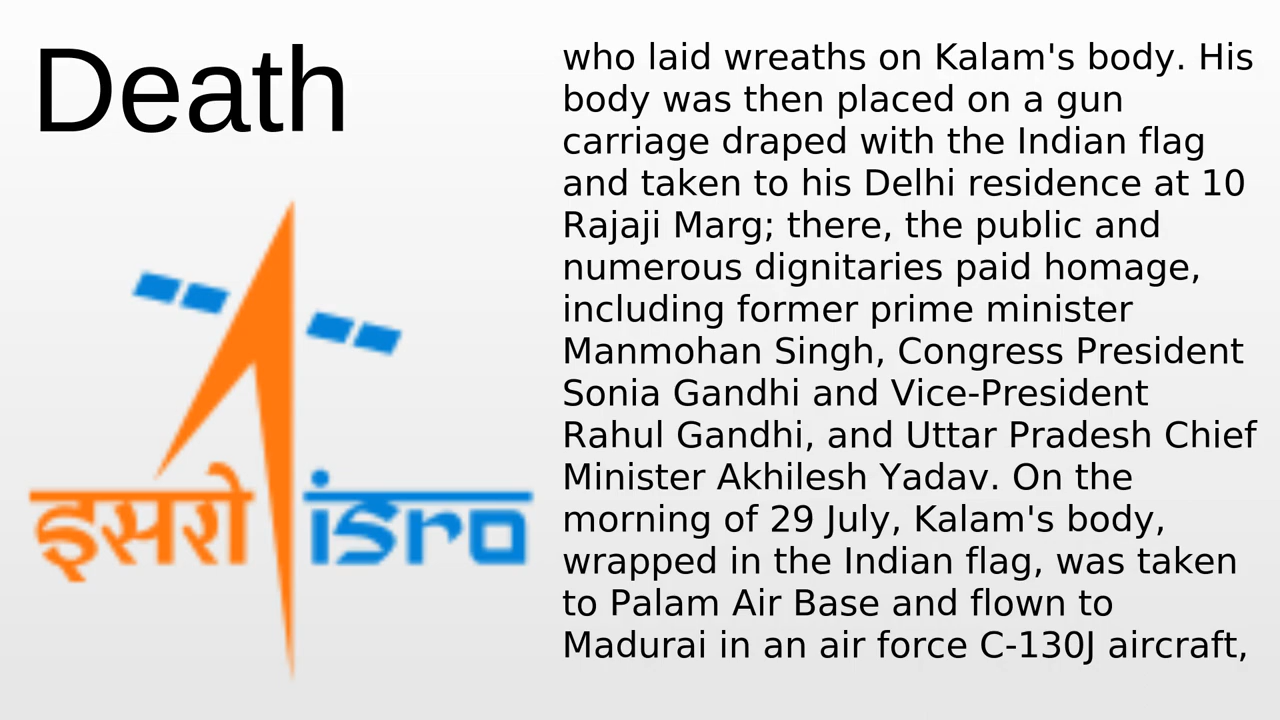 Death
who laid wreaths on Kalam's body. His
body was then placed on a gun
carriage draped with the Indian flag
and taken to his Delhi residence at 10
Rajaji Marg; there, the public and
numerous dignitaries paid homage,
including former prime minister
Manmohan Singh, Congress President
Sonia Gandhi and Vice-President
Rahul Gandhi, and Uttar Pradesh Chief
Minister Akhilesh Yadav. On the
morning of 29 July, Kalam's body,
wrapped in the Indian flag, was taken
to Palam Air Base and flown to
Madurai in an air force C-130J aircraft,
इसरो isro